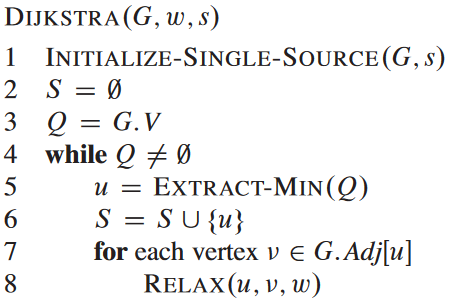 DIJKSTRA(G, w, s)
1 INITIALIZE-SINGLE-SOURCE(G, s)
2 S = ∅
3 Q = G.V
4 while Q ≠ ∅
5 u = EXTRACT-MIN(Q)
6 S = S ∪ {u}
7 for each vertex v ∈ G.Adj[u]
8 RELAX(u, v, w)